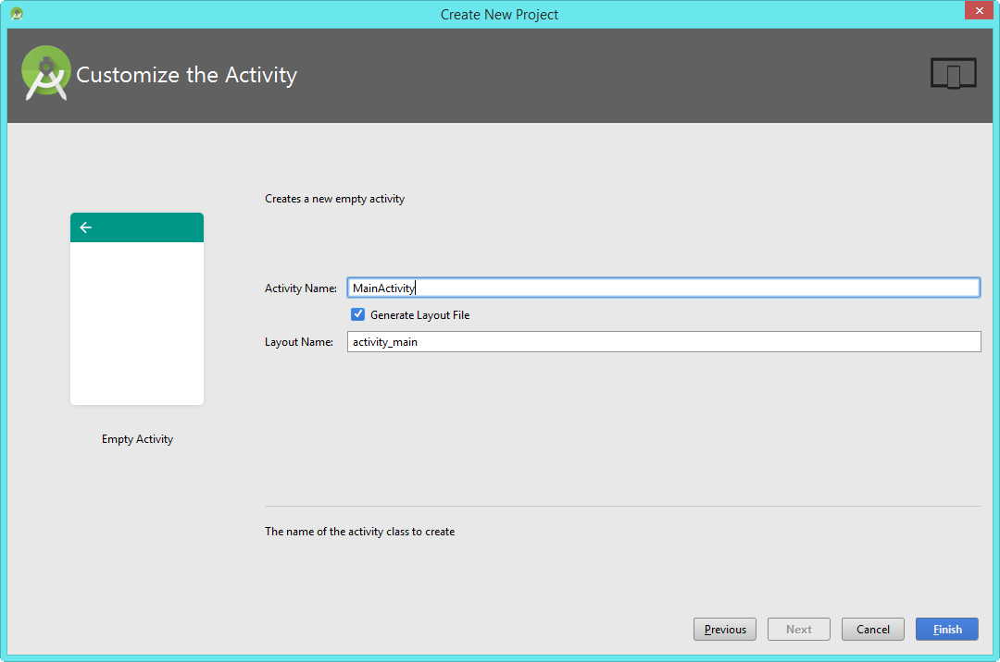 Create New Project
Customize the Activity
Creates a new empty activity
Activity Name: MainActivity
Generate Layout File
Layout Name: activity_main
Empty Activity
The name of the activity class to create
Previous Next Cancel Finish